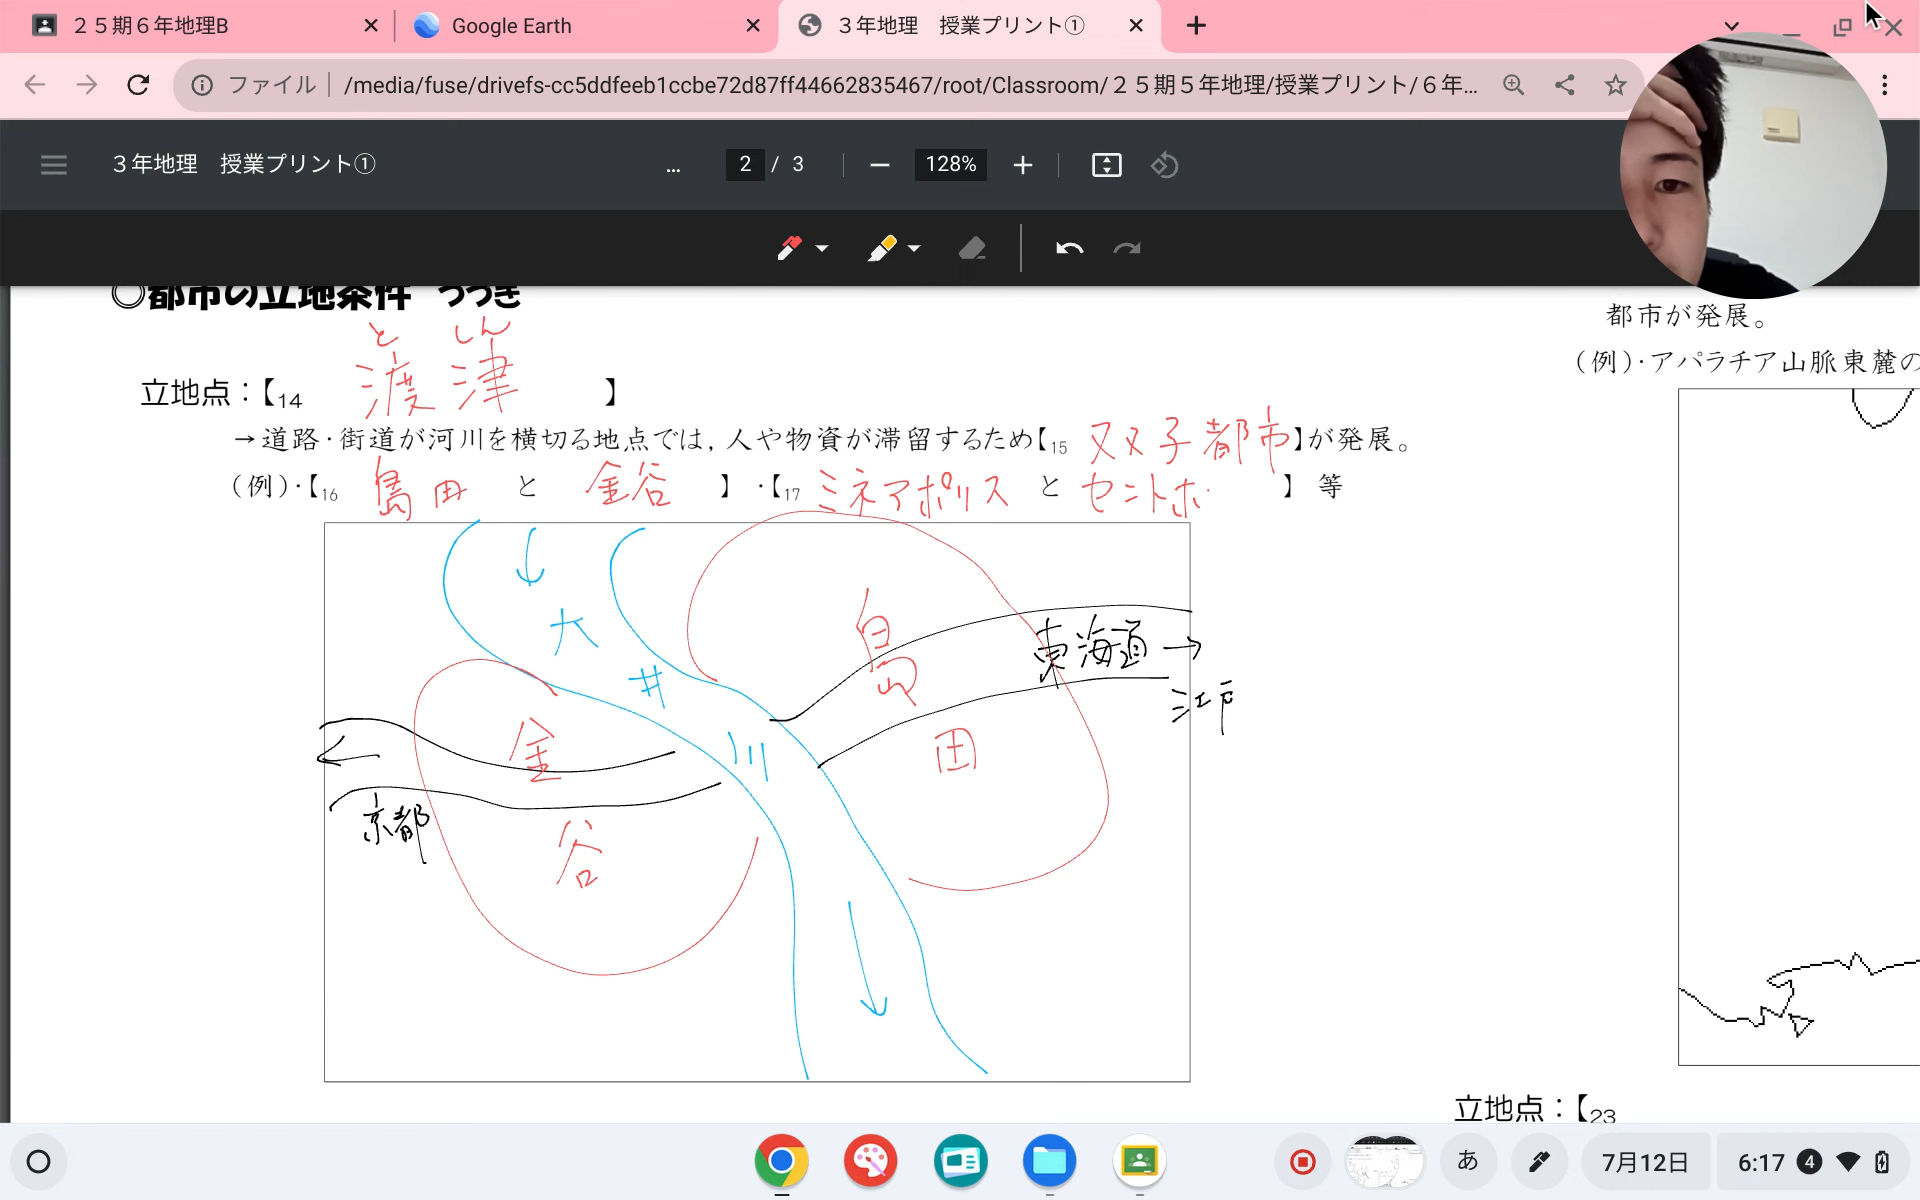 ２５期６年地理B
Google Earth
３年地理　授業プリント①
ファイル
/media/fuse/drivefs-cc5ddfeeb1ccbe72d87ff44662835467/root/Classroom/２５期５年地理/授業プリント/６年...
３年地理　授業プリント①
...
2 / 3
128%
○都市の立地条件　つづき
と しん
立地点：【14 渡津 】
→道路・街道が河川を横切る地点では，人や物資が滞留するため【15 双子都市】が発展。
（例）・【16 島田 と 金谷 】・【17 ミネアポリス と セントポ 】 等
大
井
川
島
田
東海道→
江戸
金
谷
京都
都市が発展。
（例）・アパラチア山脈東麓の
立地点：【23
あ
7月12日
6:17
4